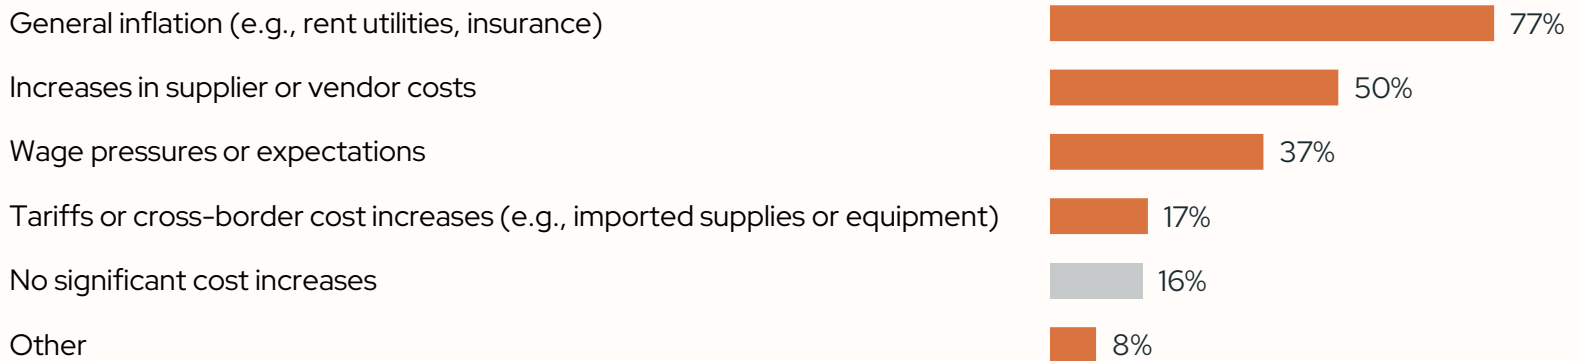 General inflation (e.g., rent utilities, insurance) 77%
Increases in supplier or vendor costs 50%
Wage pressures or expectations 37%
Tariffs or cross-border cost increases (e.g., imported supplies or equipment) 17%
No significant cost increases 16%
Other 8%